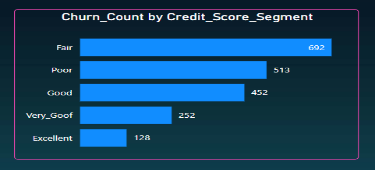 Churn_Count by Credit_Score_Segment
Fair 692
Poor 513
Good 452
Very_Goof 252
Excellent 128